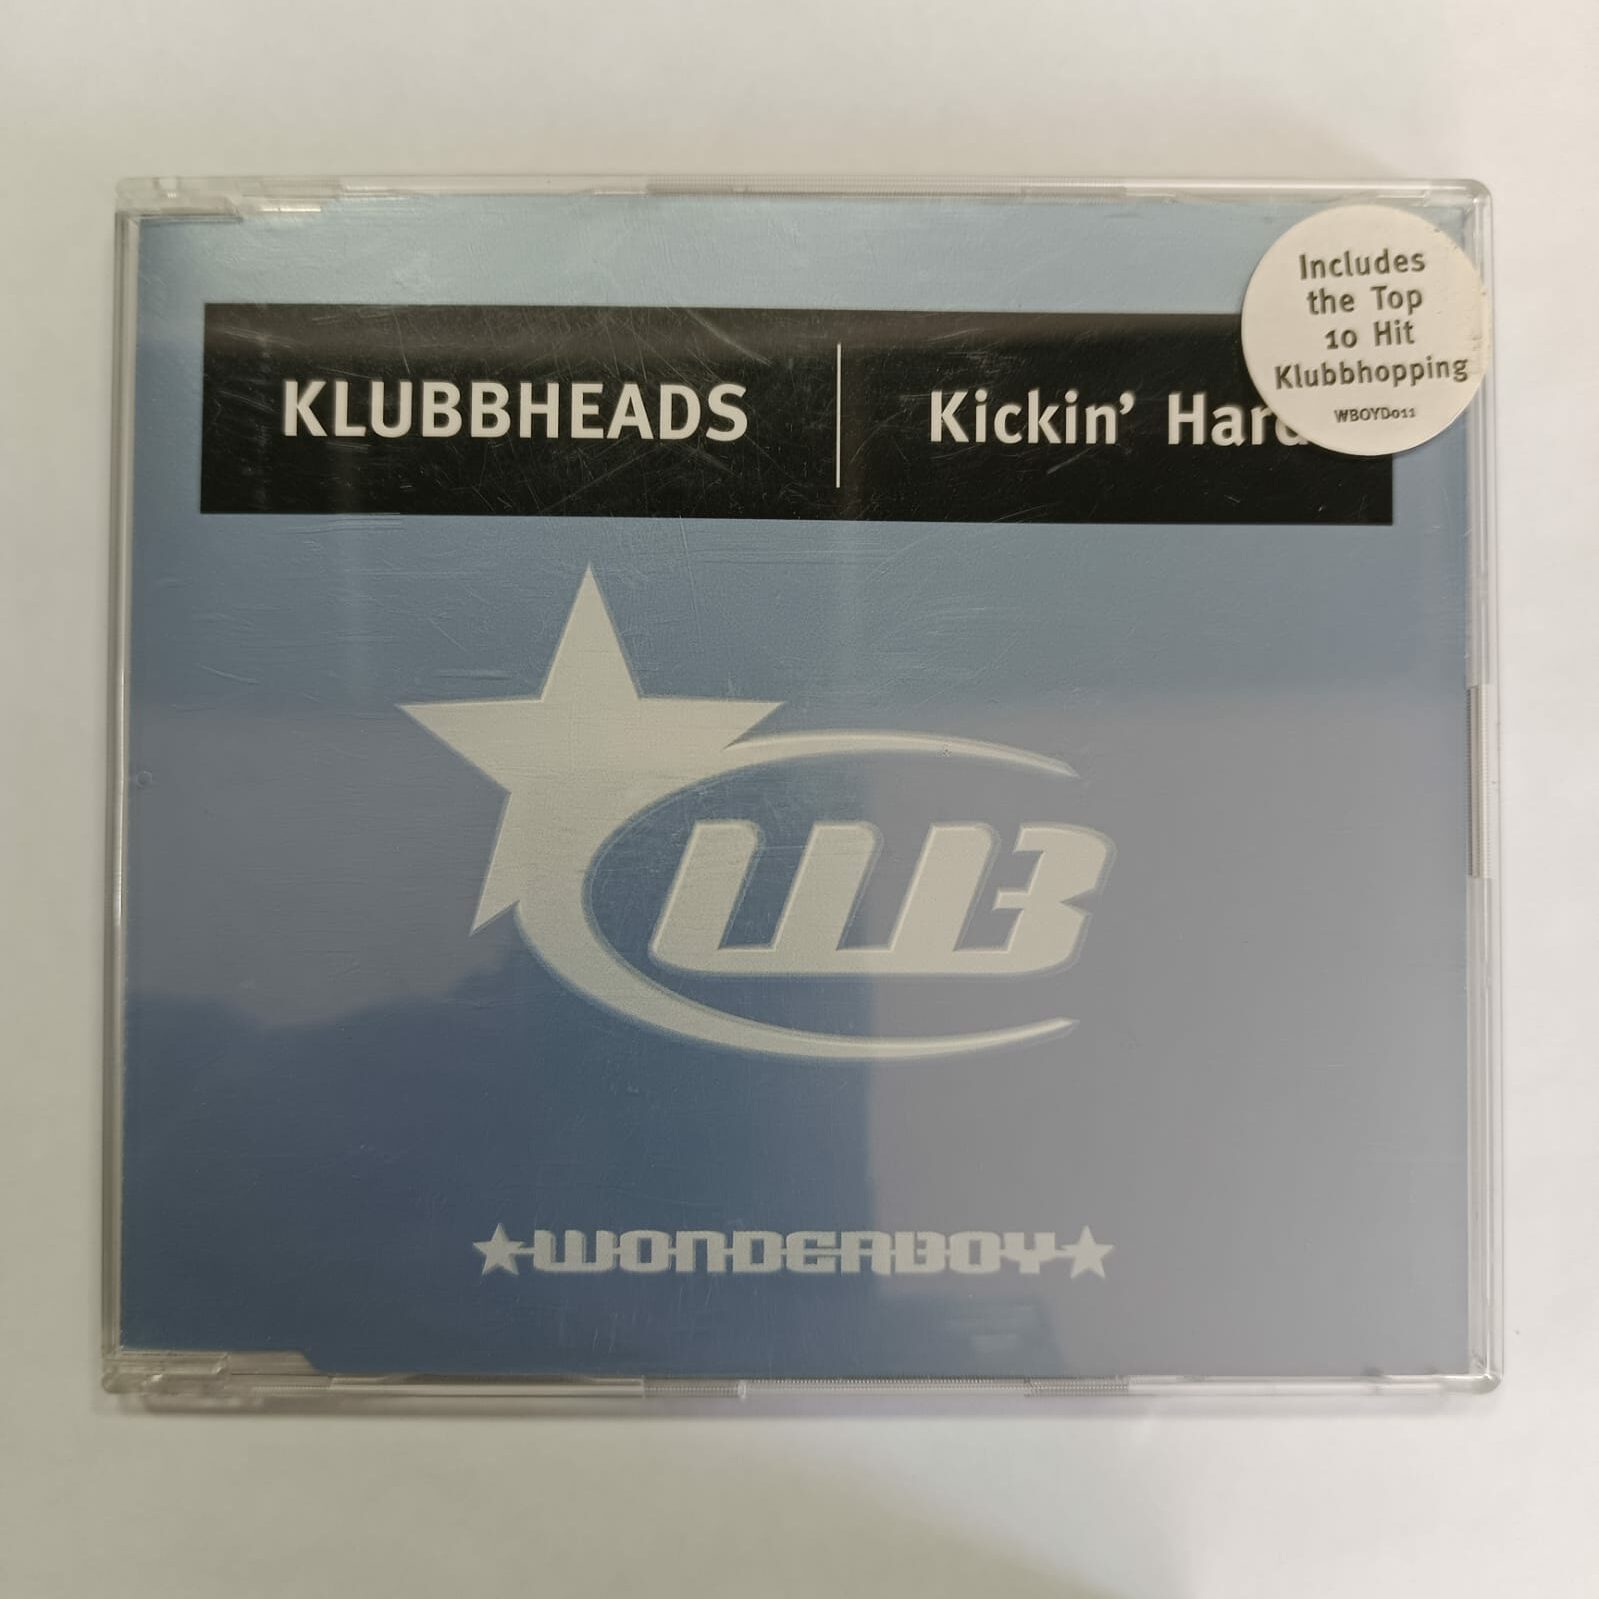 KLUBBHEADS
Kickin' Hard
Includes
the Top
10 Hit
Klubbhopping
WBOYD011
WB
WONDERBOY